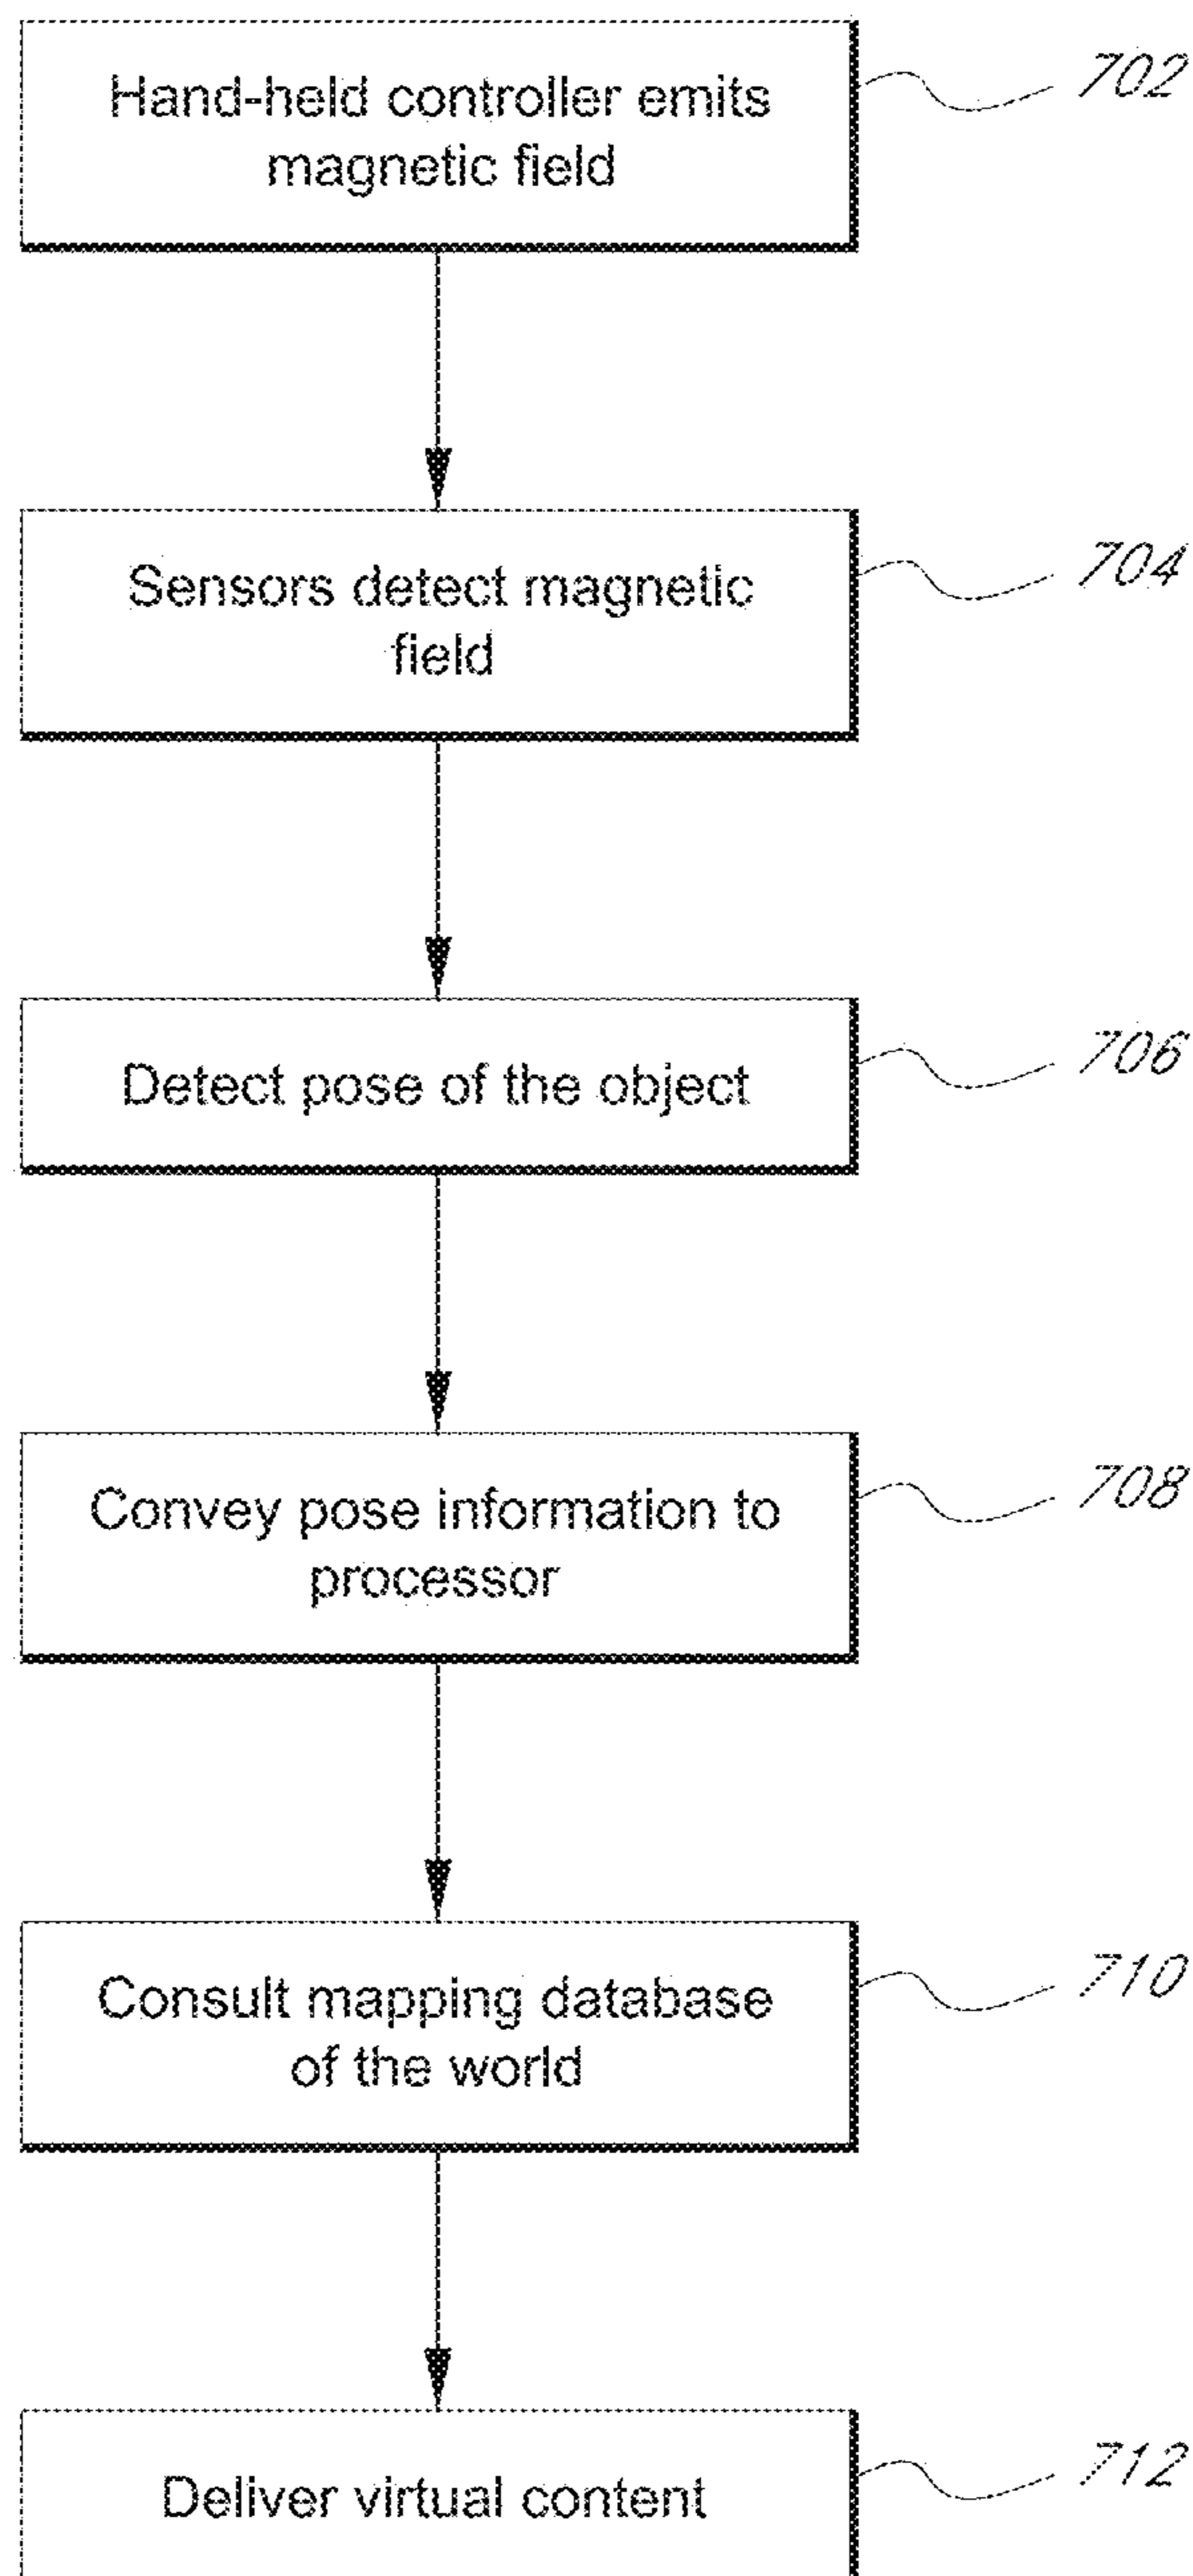 Hand-held controller emits
magnetic field
702
Sensors detect magnetic
field
704
Detect pose of the object
706
Convey pose information to
processor
708
Consult mapping database
of the world
710
Deliver virtual content
712